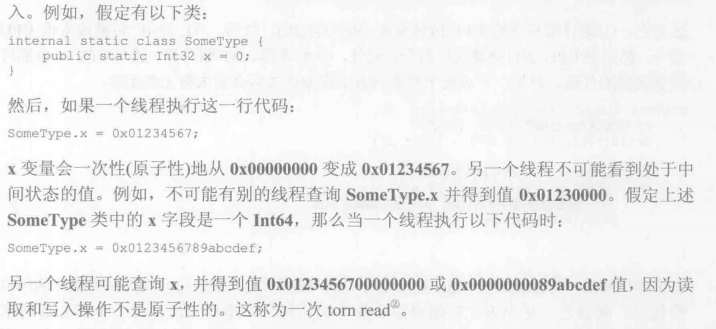 入。例如，假定有以下类：
internal static class SomeType {
    public static Int32 x = 0;
}
然后，如果一个线程执行这一行代码：
SomeType.x = 0x01234567;
x 变量会一次性(原子性)地从 0x00000000 变成 0x01234567。另一个线程不可能看到处于中
间状态的值。例如，不可能有别的线程查询 SomeType.x 并得到值 0x01230000。假定上述
SomeType 类中的 x 字段是一个 Int64，那么当一个线程执行以下代码时：
SomeType.x = 0x0123456789abcdef;
另一个线程可能查询 x，并得到值 0x0123456700000000 或 0x0000000089abcdef 值，因为读
取和写入操作不是原子性的。这称为一次 torn read②。